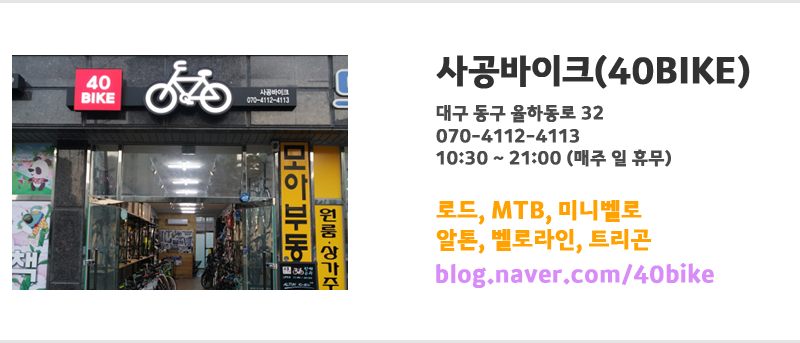 40
BIKE
사공바이크
070-4112-4113
모아부동
원룸·상가주
책
사공바이크(40BIKE)
대구 동구 율하동로 32
070-4112-4113
10:30 ~ 21:00 (매주 일 휴무)
로드, MTB, 미니벨로
알톤, 벨로라인, 트리곤
blog.naver.com/40bike